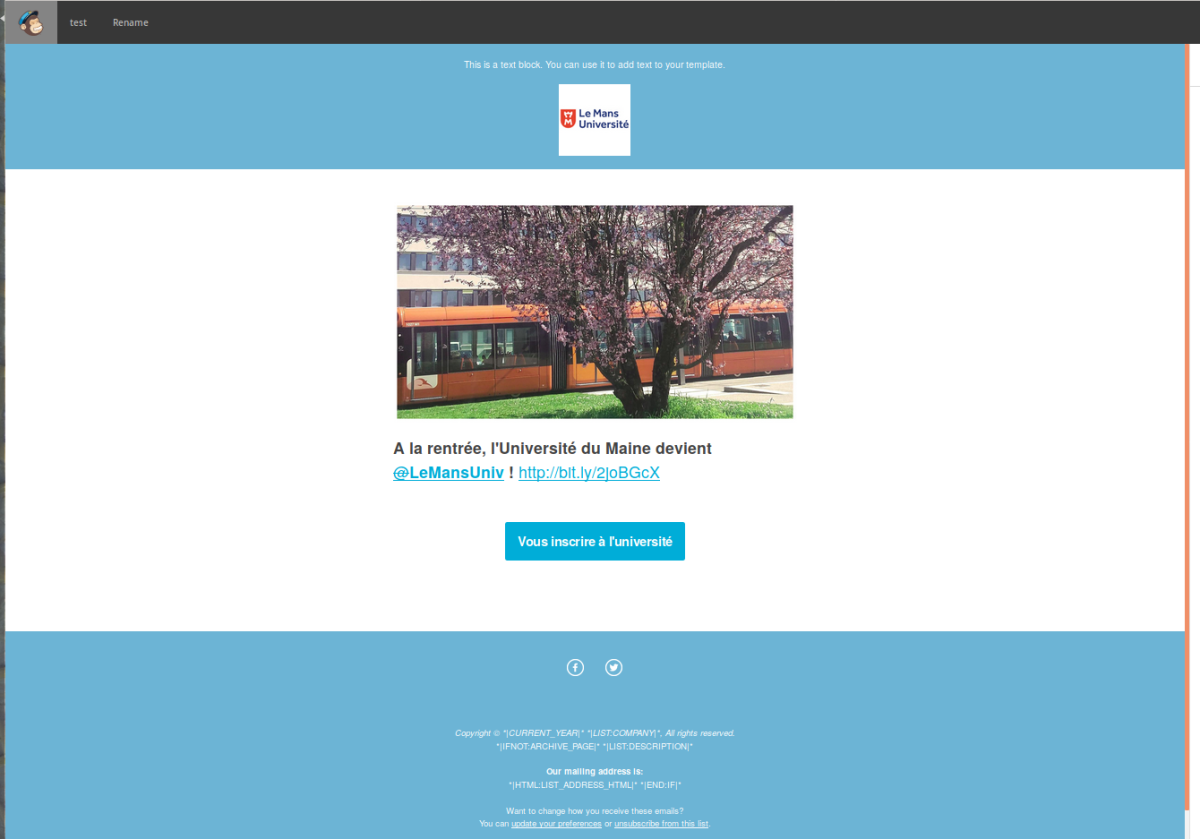 test Rename
This is a text block. You can use it to add text to your template.
Le Mans
Université
A la rentrée, l'Université du Maine devient
@LeMansUniv ! http://bit.ly/2joBGcX
Vous inscrire à l'université
Copyright © *|CURRENT_YEAR|* *|LIST:COMPANY|*, All rights reserved.
*|IFNOT:ARCHIVE_PAGE|* *|LIST:DESCRIPTION|*
Our mailing address is:
*|HTML:LIST_ADDRESS_HTML|* *|END:IF|*
Want to change how you receive these emails?
You can update your preferences or unsubscribe from this list.